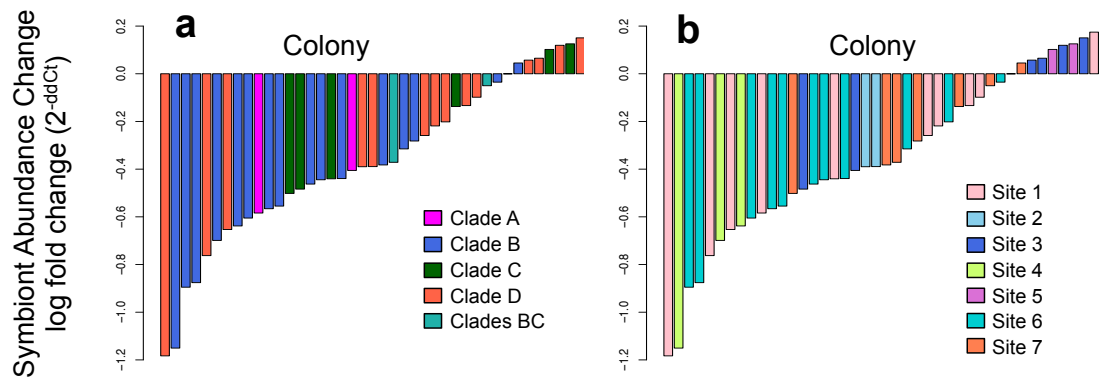 Symbiont Abundance Change
log fold change (2^-ddCt)
a
Colony
0.2
0.0
−0.2
−0.4
−0.6
−0.8
−1.0
−1.2
Clade A
Clade B
Clade C
Clade D
Clades BC
b
Colony
0.2
0.0
−0.2
−0.4
−0.6
−0.8
−1.0
−1.2
Site 1
Site 2
Site 3
Site 4
Site 5
Site 6
Site 7